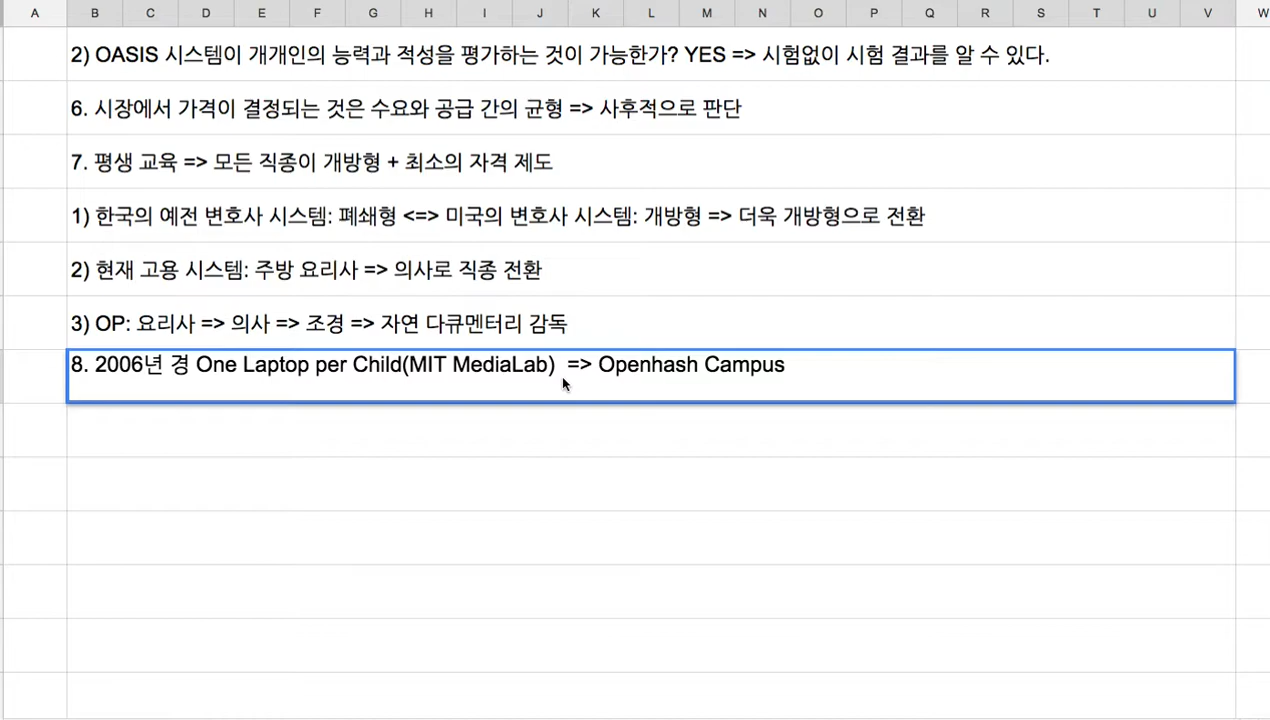 A B C D E F G H I J K L M N O P Q R S T U V W
2) OASIS 시스템이 개개인의 능력과 적성을 평가하는 것이 가능한가? YES => 시험없이 시험 결과를 알 수 있다.
6. 시장에서 가격이 결정되는 것은 수요와 공급 간의 균형 => 사후적으로 판단
7. 평생 교육 => 모든 직종이 개방형 + 최소의 자격 제도
1) 한국의 예전 변호사 시스템: 폐쇄형 <=> 미국의 변호사 시스템: 개방형 => 더욱 개방형으로 전환
2) 현재 고용 시스템: 주방 요리사 => 의사로 직종 전환
3) OP: 요리사 => 의사 => 조경 => 자연 다큐멘터리 감독
8. 2006년 경 One Laptop per Child(MIT MediaLab)  => Openhash Campus